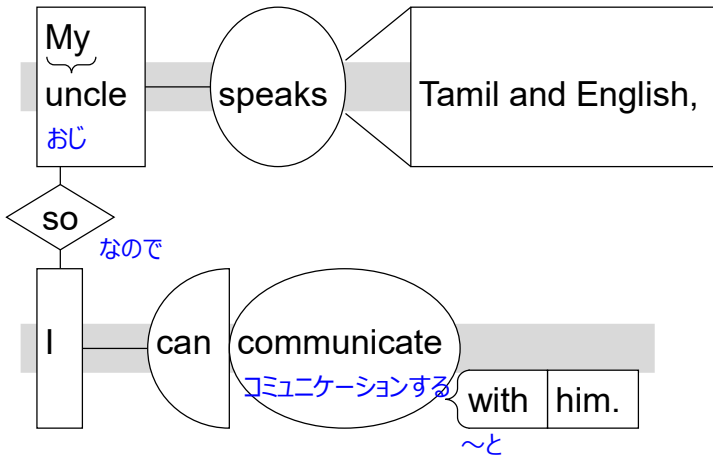 My
uncle speaks Tamil and English,
おじ
so
なので
I can communicate
コミュニケーションする
with him.
～と